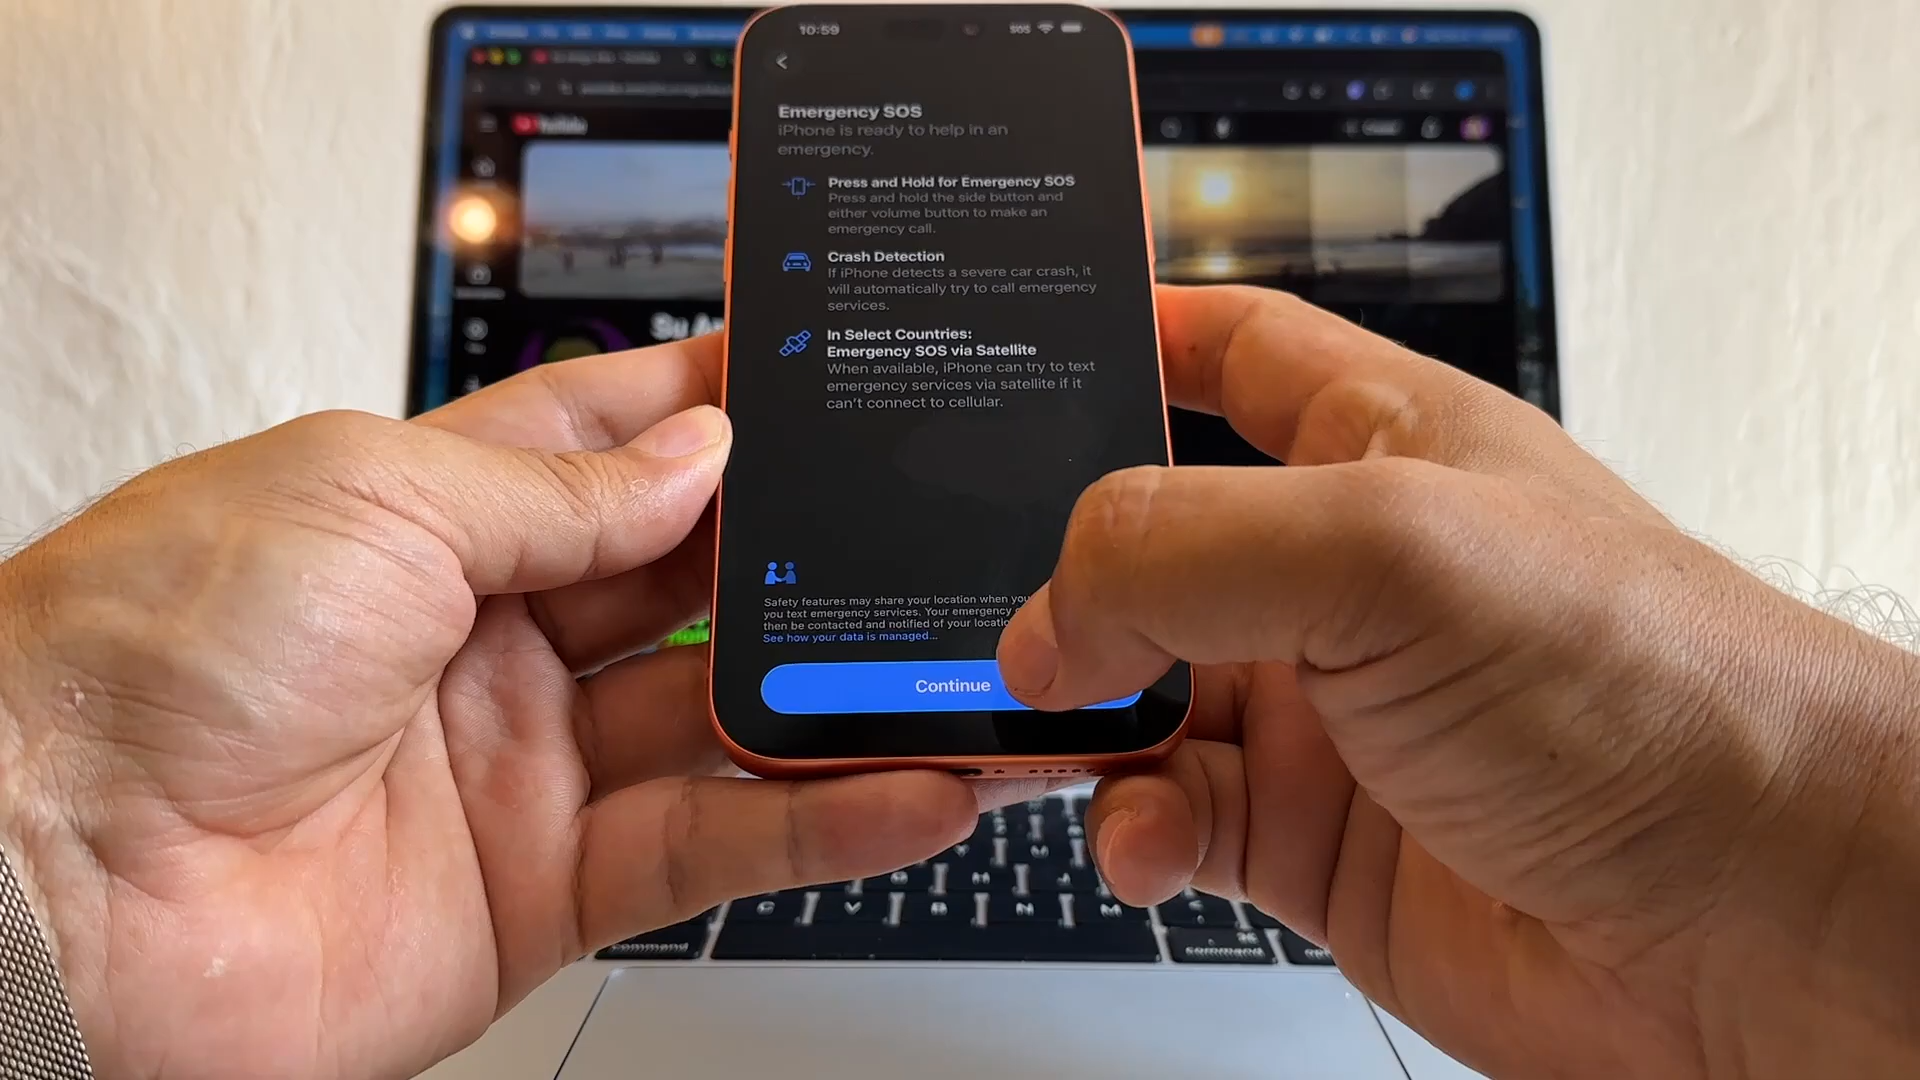 10:59
SOS
Emergency SOS
iPhone is ready to help in an
emergency.
Press and Hold for Emergency SOS
Press and hold the side button and
either volume button to make an
emergency call.
Crash Detection
If iPhone detects a severe car crash, it
will automatically try to call emergency
services.
In Select Countries:
Emergency SOS via Satellite
When available, iPhone can try to text
emergency services via satellite if it
can't connect to cellular.
Safety features may share your location when you
you text emergency services. Your emergency
then be contacted and notified of your
See how your data is managed...
Continue
YouTube
Su
C V B N M
command
command